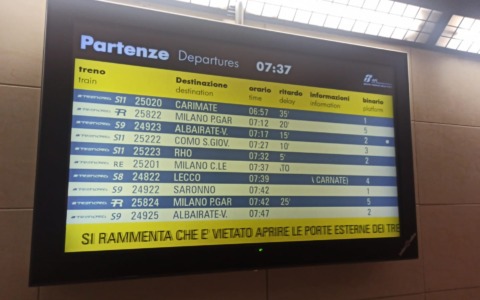 Partenze Departures 07:37
treno Destinazione orario ritardo informazioni binario
train destination time delay information platform
S11 25020 CARIMATE 06:57 35'
25822 MILANO P.GAR 07:12 20' 1
S9 24923 ALBAIRATE-V. 07:17 15' 5
S11 25222 COMO S.GIOV. 07:27 10' 2
S11 25223 RHO 07:32 5' 3
RE 25201 MILANO C.LE 07:37 2
S8 24822 LECCO 07:39 CARNATE) 4
S9 24922 SARONNO 07:42 1
25824 MILANO P.GAR 07:42 25' 5
S9 24925 ALBAIRATE-V. 07:47 2
SI RAMMENTA CHE E' VIETATO APRIRE LE PORTE ESTERNE DEI TRE